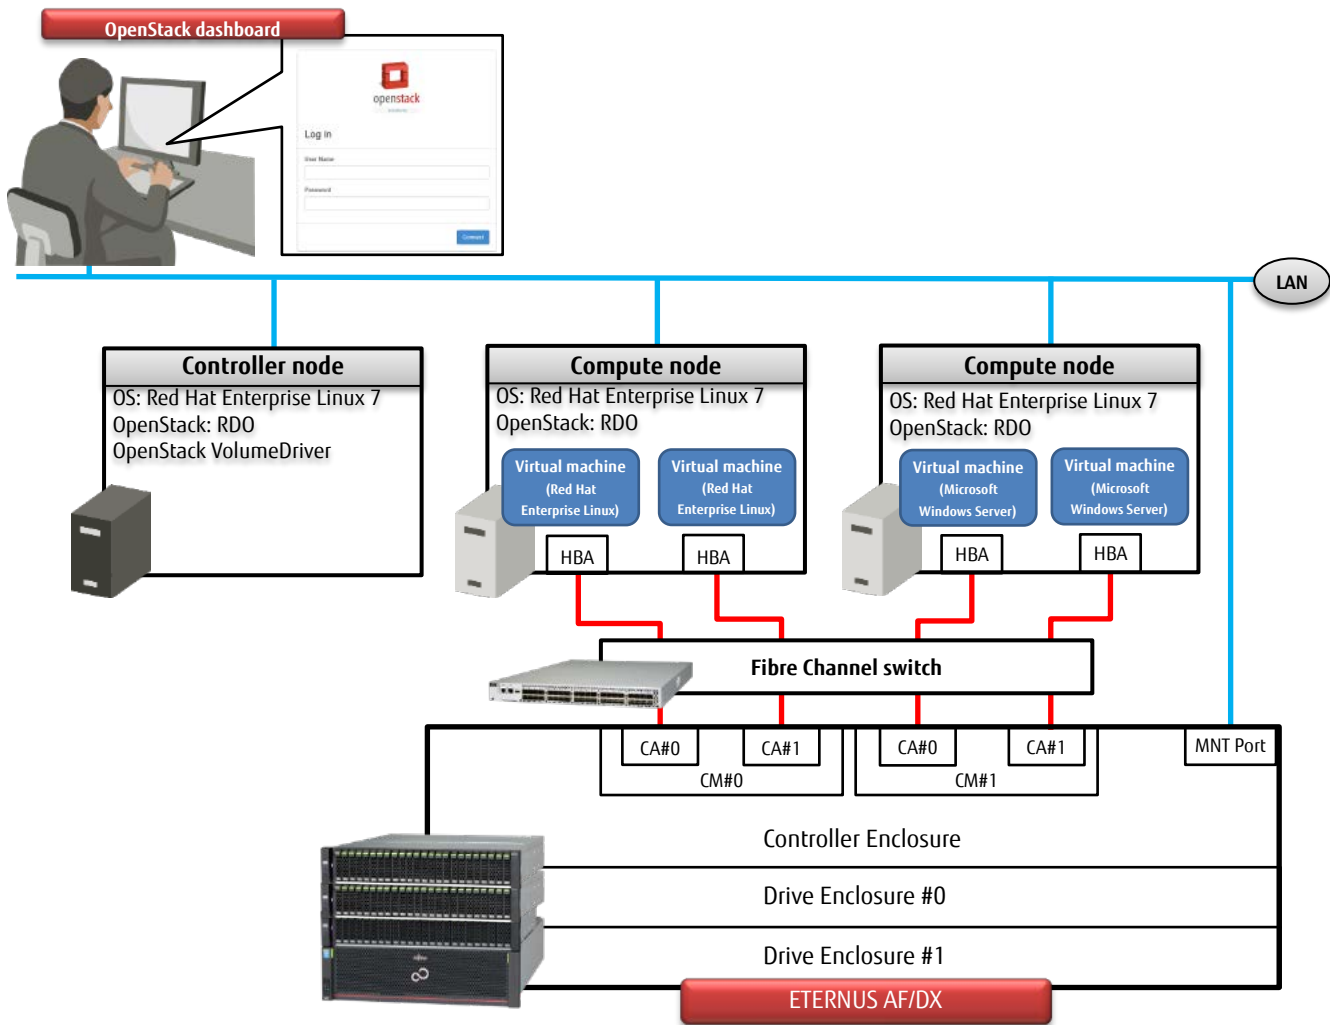 OpenStack dashboard
openstack
Log in
User Name
Password
Connect
LAN
Controller node
OS: Red Hat Enterprise Linux 7
OpenStack: RDO
OpenStack VolumeDriver
Compute node
OS: Red Hat Enterprise Linux 7
OpenStack: RDO
Virtual machine
(Red Hat
Enterprise Linux)
Virtual machine
(Red Hat
Enterprise Linux)
HBA
HBA
Compute node
OS: Red Hat Enterprise Linux 7
OpenStack: RDO
Virtual machine
(Microsoft
Windows Server)
Virtual machine
(Microsoft
Windows Server)
HBA
HBA
Fibre Channel switch
CA#0
CA#1
CM#0
CA#0
CA#1
CM#1
MNT Port
Controller Enclosure
Drive Enclosure #0
Drive Enclosure #1
ETERNUS AF/DX